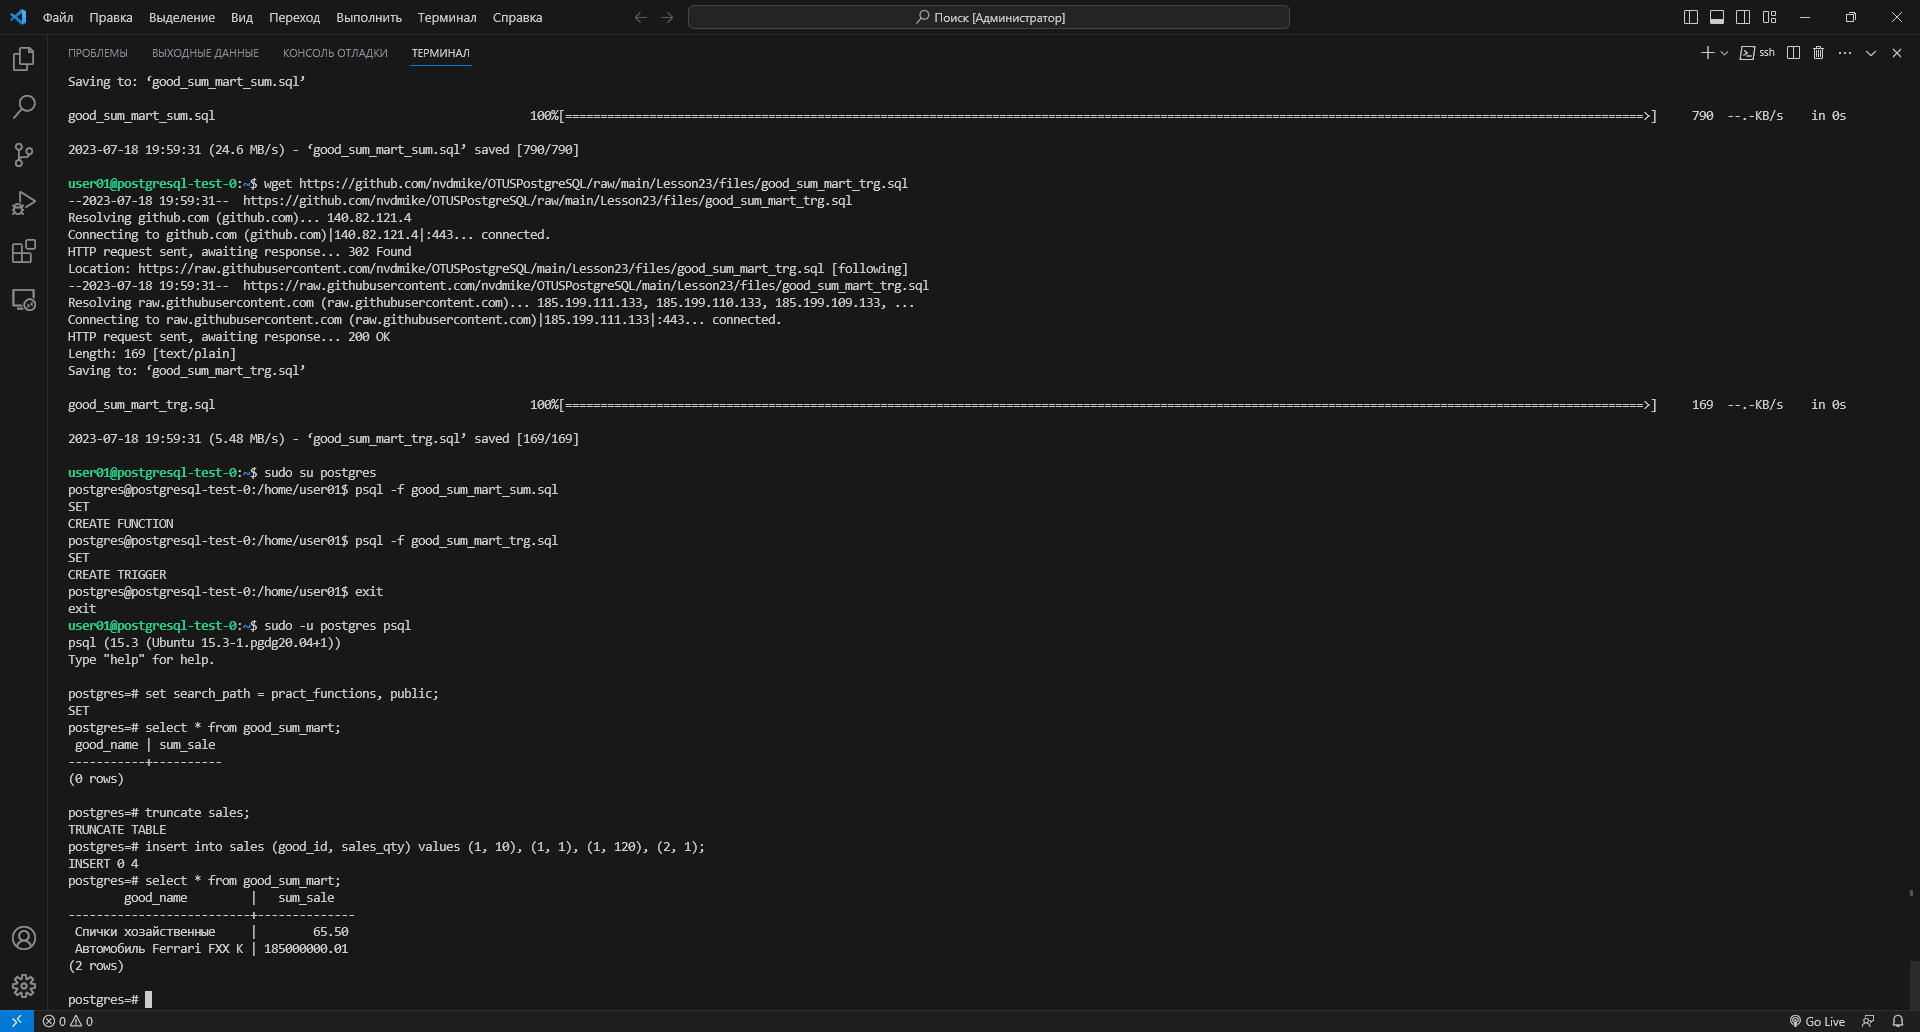 Файл Правка Выделение Вид Переход Выполнить Терминал Справка
Поиск [Администратор]
ПРОБЛЕМЫ ВЫХОДНЫЕ ДАННЫЕ КОНСОЛЬ ОТЛАДКИ ТЕРМИНАЛ
ssh
Saving to: ‘good_sum_mart_sum.sql’
good_sum_mart_sum.sql 100%[==========================================================================================================================================================>] 790 --.-KB/s in 0s
2023-07-18 19:59:31 (24.6 MB/s) - ‘good_sum_mart_sum.sql’ saved [790/790]
user01@postgresql-test-0:~$ wget https://github.com/nvdmike/OTUSPostgreSQL/raw/main/Lesson23/files/good_sum_mart_trg.sql
--2023-07-18 19:59:31-- https://github.com/nvdmike/OTUSPostgreSQL/raw/main/Lesson23/files/good_sum_mart_trg.sql
Resolving github.com (github.com)... 140.82.121.4
Connecting to github.com (github.com)|140.82.121.4|:443... connected.
HTTP request sent, awaiting response... 302 Found
Location: https://raw.githubusercontent.com/nvdmike/OTUSPostgreSQL/main/Lesson23/files/good_sum_mart_trg.sql [following]
--2023-07-18 19:59:31-- https://raw.githubusercontent.com/nvdmike/OTUSPostgreSQL/main/Lesson23/files/good_sum_mart_trg.sql
Resolving raw.githubusercontent.com (raw.githubusercontent.com)... 185.199.111.133, 185.199.110.133, 185.199.109.133, ...
Connecting to raw.githubusercontent.com (raw.githubusercontent.com)|185.199.111.133|:443... connected.
HTTP request sent, awaiting response... 200 OK
Length: 169 [text/plain]
Saving to: ‘good_sum_mart_trg.sql’
good_sum_mart_trg.sql 100%[==========================================================================================================================================================>] 169 --.-KB/s in 0s
2023-07-18 19:59:31 (5.48 MB/s) - ‘good_sum_mart_trg.sql’ saved [169/169]
user01@postgresql-test-0:~$ sudo su postgres
postgres@postgresql-test-0:/home/user01$ psql -f good_sum_mart_sum.sql
SET
CREATE FUNCTION
postgres@postgresql-test-0:/home/user01$ psql -f good_sum_mart_trg.sql
SET
CREATE TRIGGER
postgres@postgresql-test-0:/home/user01$ exit
exit
user01@postgresql-test-0:~$ sudo -u postgres psql
psql (15.3 (Ubuntu 15.3-1.pgdg20.04+1))
Type "help" for help.
postgres=# set search_path = pract_functions, public;
SET
postgres=# select * from good_sum_mart;
good_name | sum_sale
-----------+----------
(0 rows)
postgres=# truncate sales;
TRUNCATE TABLE
postgres=# insert into sales (good_id, sales_qty) values (1, 10), (1, 1), (1, 120), (2, 1);
INSERT 0 4
postgres=# select * from good_sum_mart;
good_name | sum_sale
--------------------------+--------------
Спички хозайственные | 65.50
Автомобиль Ferrari FXX K | 185000000.01
(2 rows)
postgres=#
0 0
Go Live